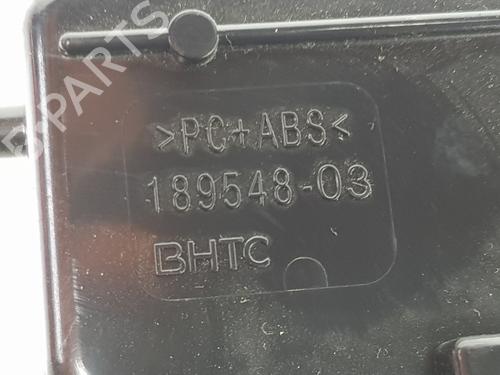 B-PARTS
>PC+ABS<
189548-03
BHTC